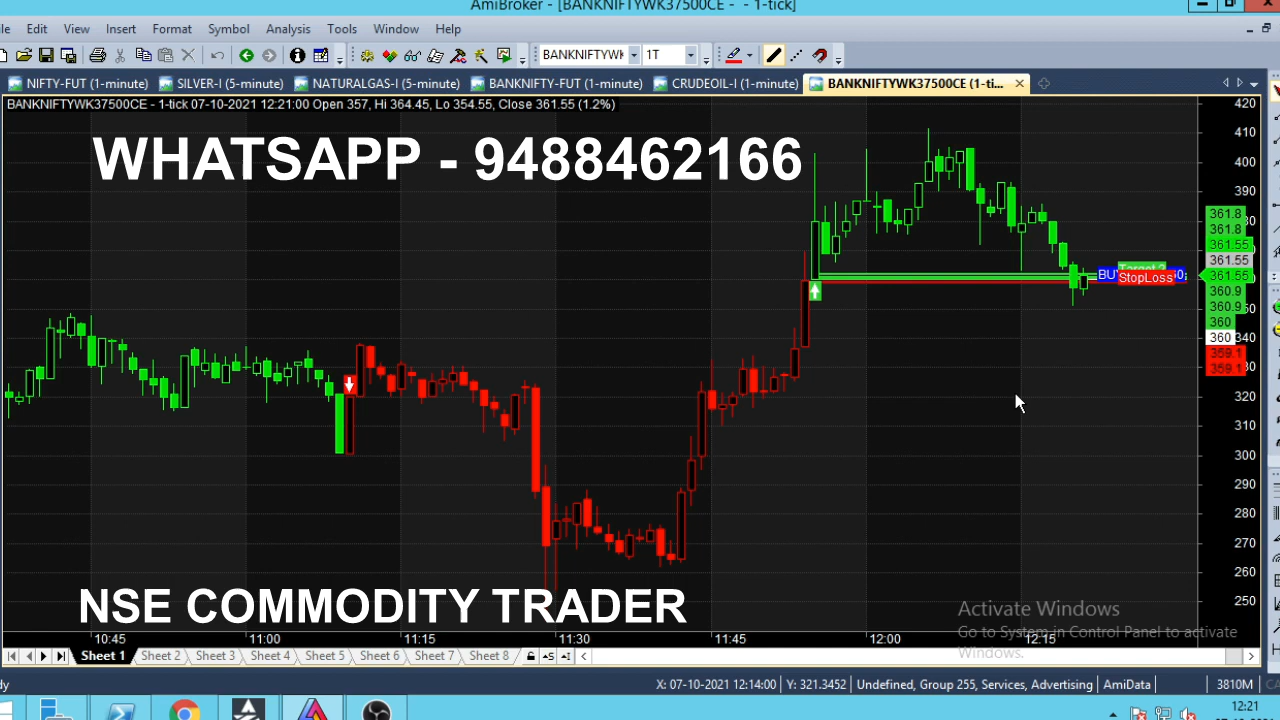 AmiBroker - [BANKNIFTYWK37500CE - - 1-tick]
Edit View Insert Format Symbol Analysis Tools Window Help
BANKNIFTYWK 1T
NIFTY-FUT (1-minute) SILVER-I (5-minute) NATURALGAS-I (5-minute) BANKNIFTY-FUT (1-minute) CRUDEOIL-I (1-minute) BANKNIFTYWK37500CE (1-ti...
BANKNIFTYWK37500CE - 1-tick 07-10-2021 12:21:00 Open 357, Hi 364.45, Lo 354.55, Close 361.55 (1.2%)
WHATSAPP - 9488462166
420
410
400
390
361.8
361.8
361.55
361.55
361.55
StopLoss
360.9
360.9
360
360
340
359.1
359.1
320
310
300
290
280
270
260
250
NSE COMMODITY TRADER
Activate Windows
Go to System in Control Panel to activate
Windows.
10:45 11:00 11:15 11:30 11:45 12:00 12:15
Sheet 1 Sheet 2 Sheet 3 Sheet 4 Sheet 5 Sheet 6 Sheet 7 Sheet 8
X: 07-10-2021 12:14:00 Y: 321.3452 Undefined, Group 255, Services, Advertising AmiData 3810M
12:21